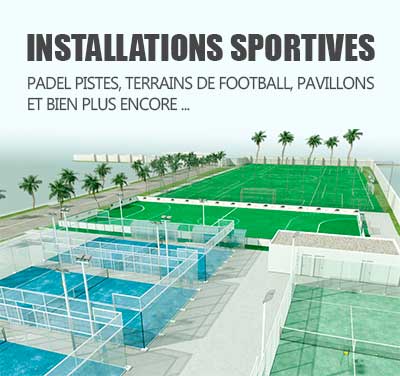 INSTALLATIONS SPORTIVES
PADEL PISTES, TERRAINS DE FOOTBALL, PAVILLONS
ET BIEN PLUS ENCORE ...